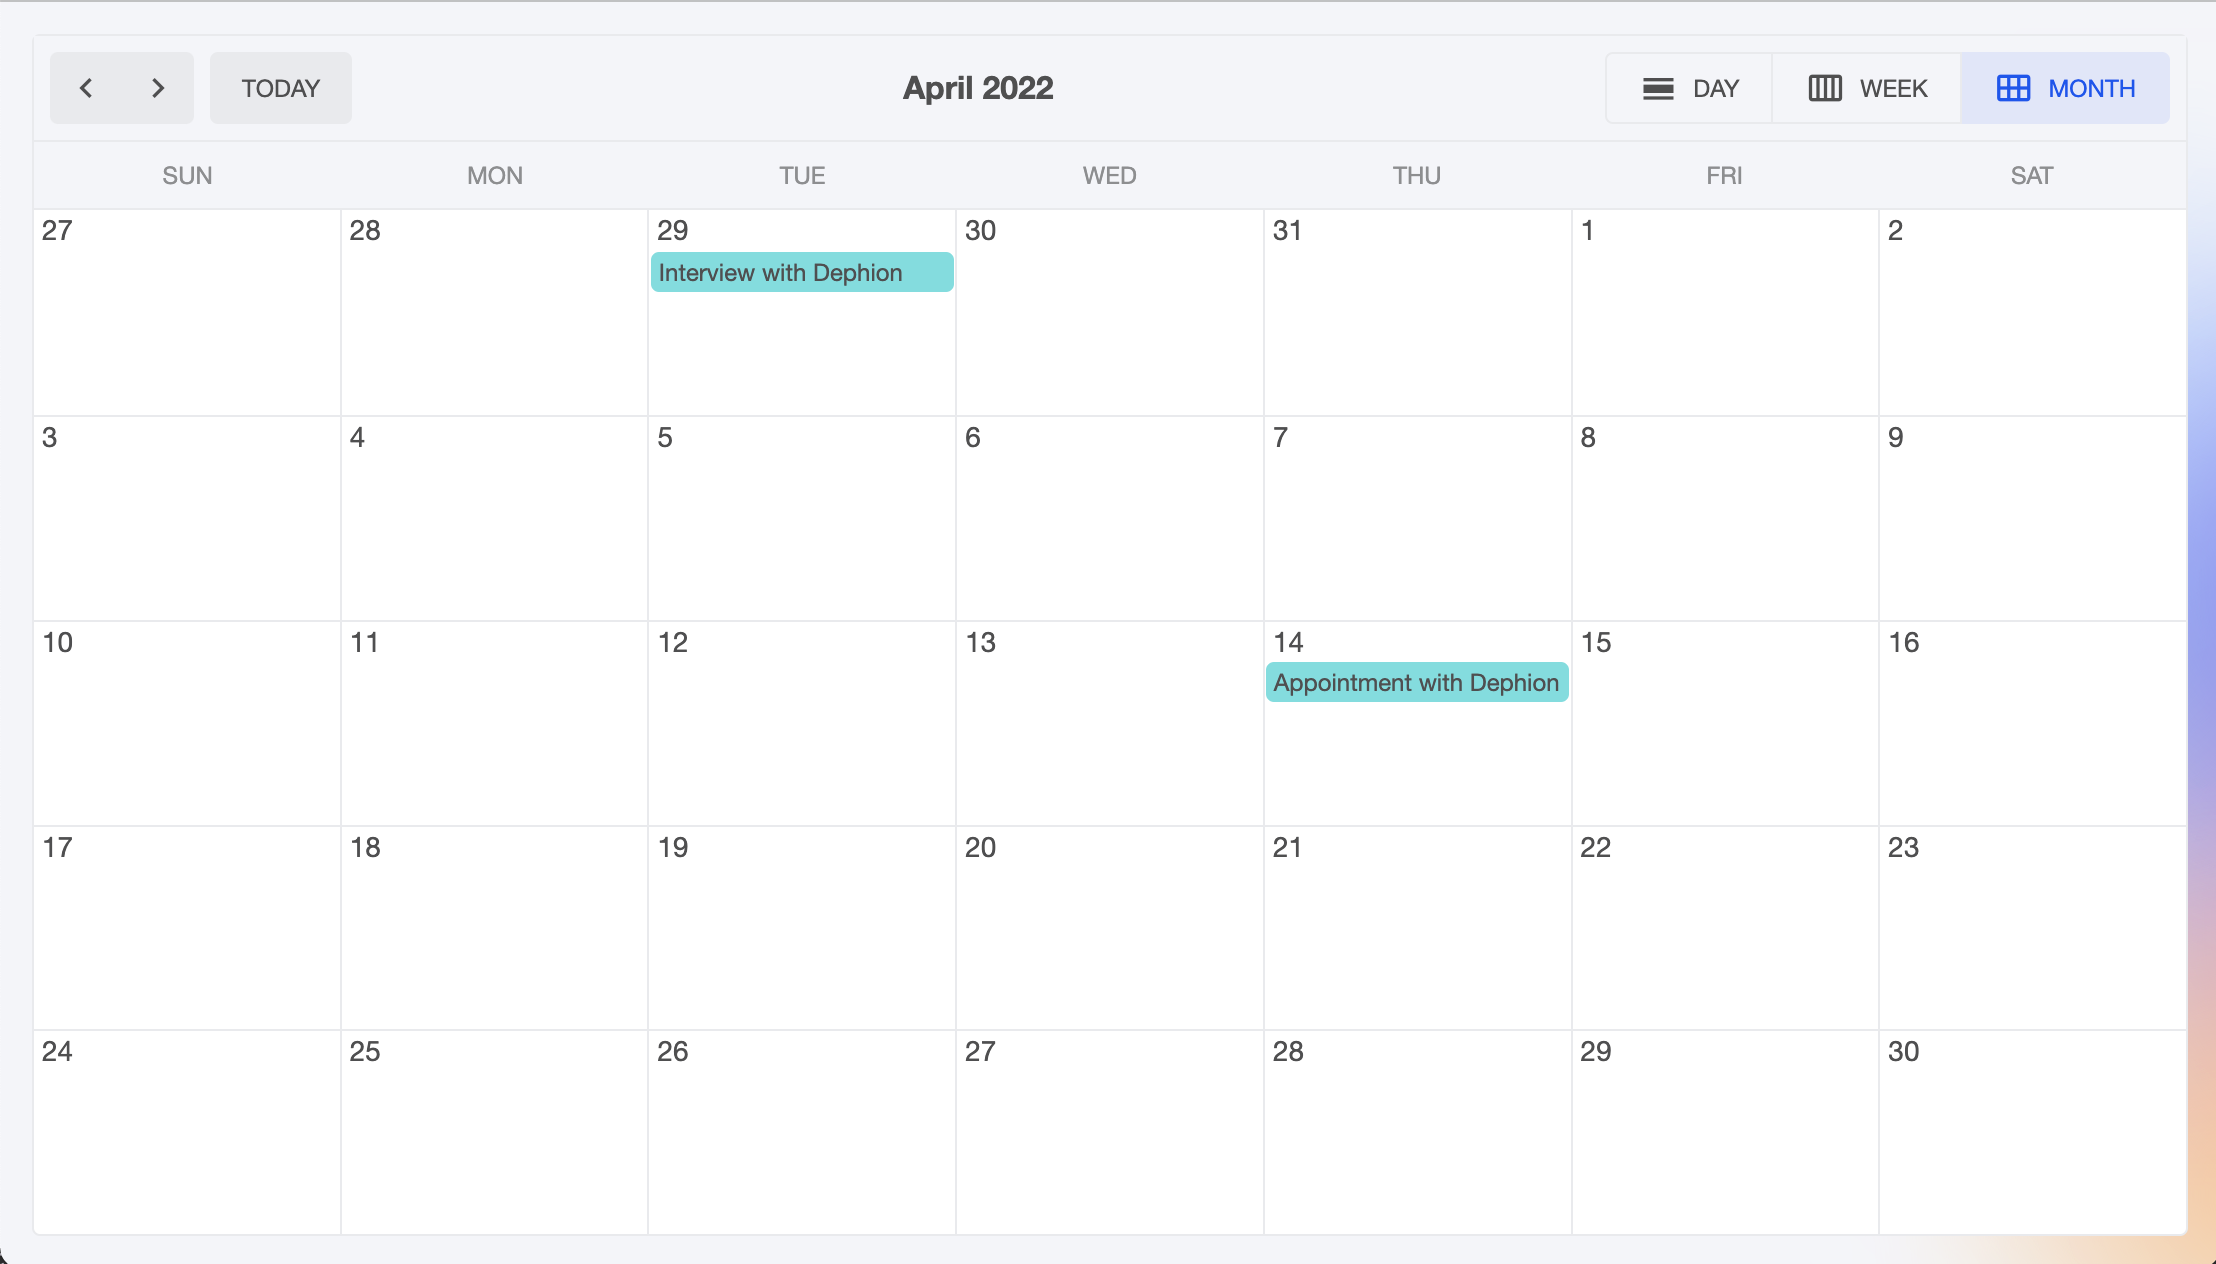 TODAY
April 2022
DAY WEEK MONTH
SUN MON TUE WED THU FRI SAT
27 28 29 30 31 1 2
Interview with Dephion
3 4 5 6 7 8 9
10 11 12 13 14 15 16
Appointment with Dephion
17 18 19 20 21 22 23
24 25 26 27 28 29 30